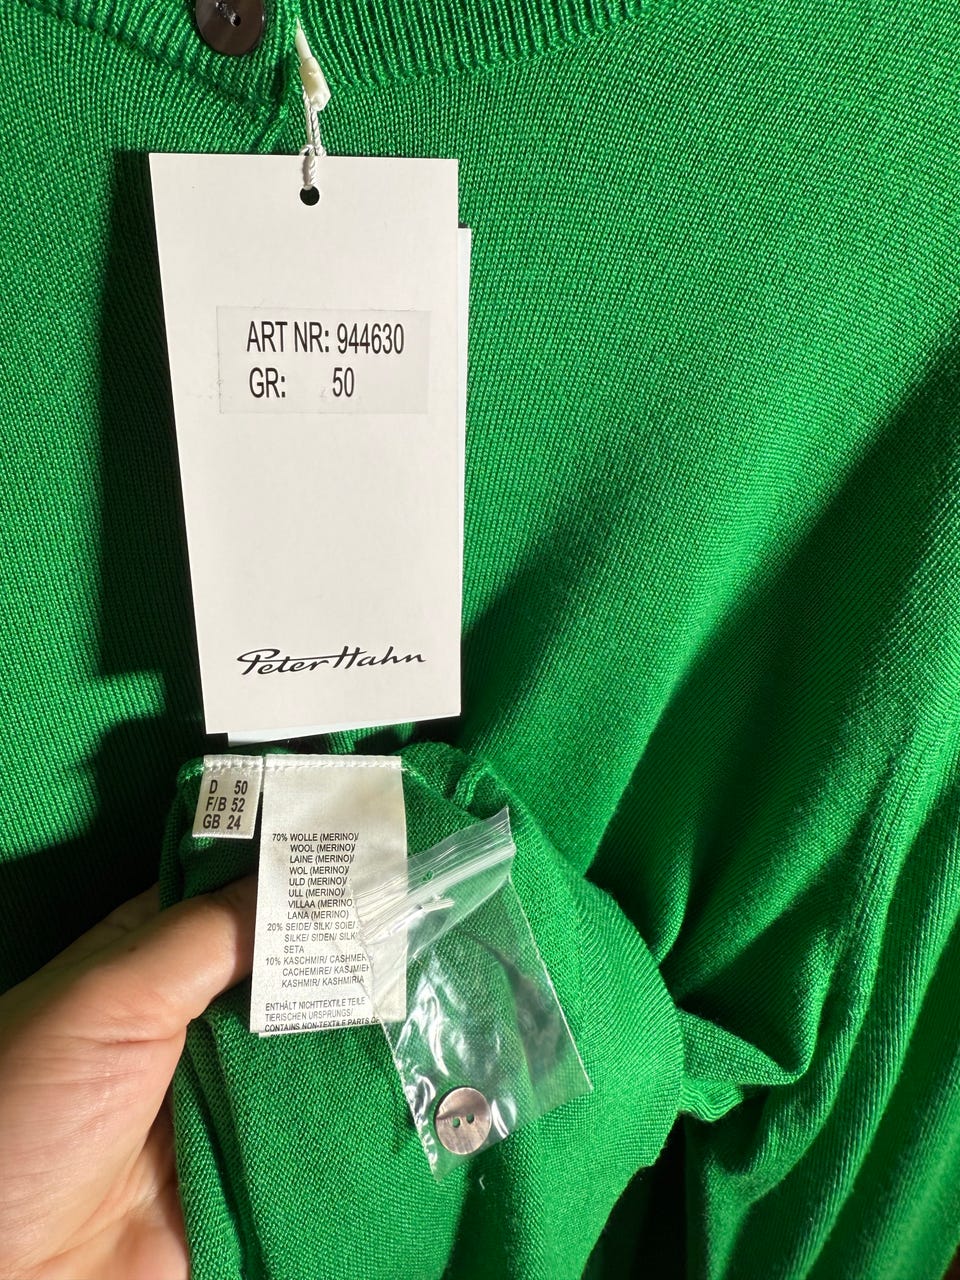 ART NR: 944630
GR: 50
Peter Hahn
D 50
F/B 52
GB 24
70% WOLLE (MERINO)/
WOOL (MERINO)/
LAINE (MERINO)/
WOL (MERINO)/
ULD (MERINO)/
ULL (MERINO)/
VILLAA (MERINO)
LANA (MERINO)
20% SEIDE/ SILK/ SOIE/
SILKE/ SIDEN/ SILK
SETA
10% KASCHMIR/ CASHMER
CACHEMIRE/ KASJMIER
KASHMIR/ KASHMIRIA
ENTHÄLT NICHTTEXTILE TEILE
TIERISCHEN URSPRUNGS/
CONTAINS NON-TEXTILE PARTS OF